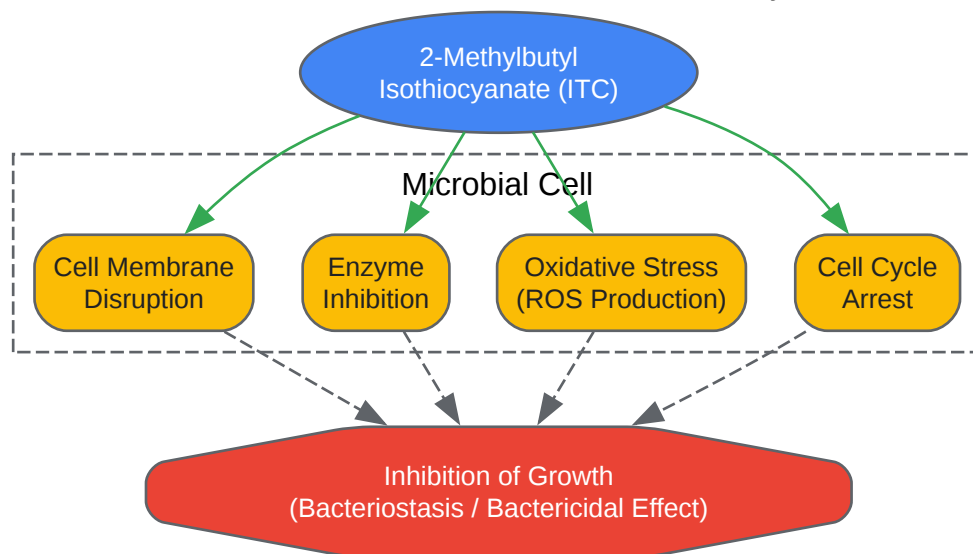 2-Methylbutyl
Isothiocyanate (ITC)
Microbial Cell
Cell Membrane
Disruption
Enzyme
Inhibition
Oxidative Stress
(ROS Production)
Cell Cycle
Arrest
Inhibition of Growth
(Bacteriostasis / Bactericidal Effect)